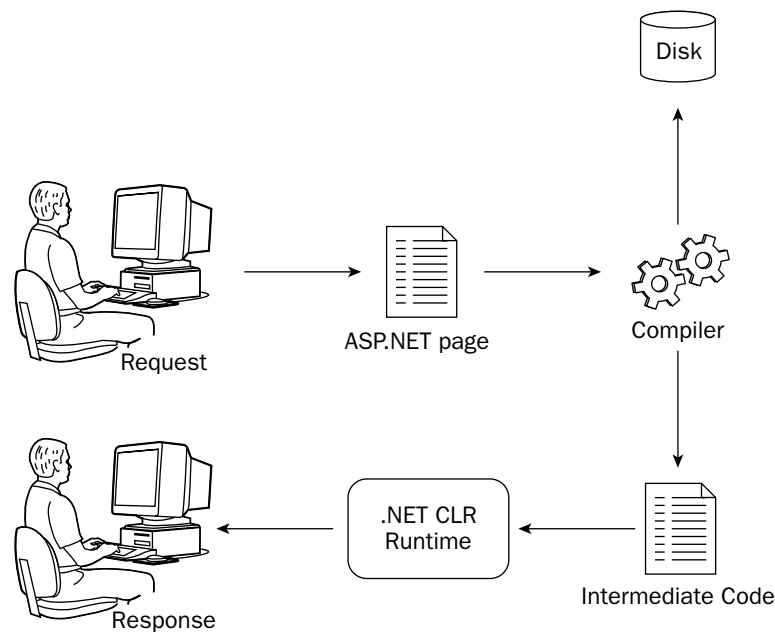 Disk
Request
ASP.NET page
Compiler
.NET CLR
Runtime
Intermediate Code
Response